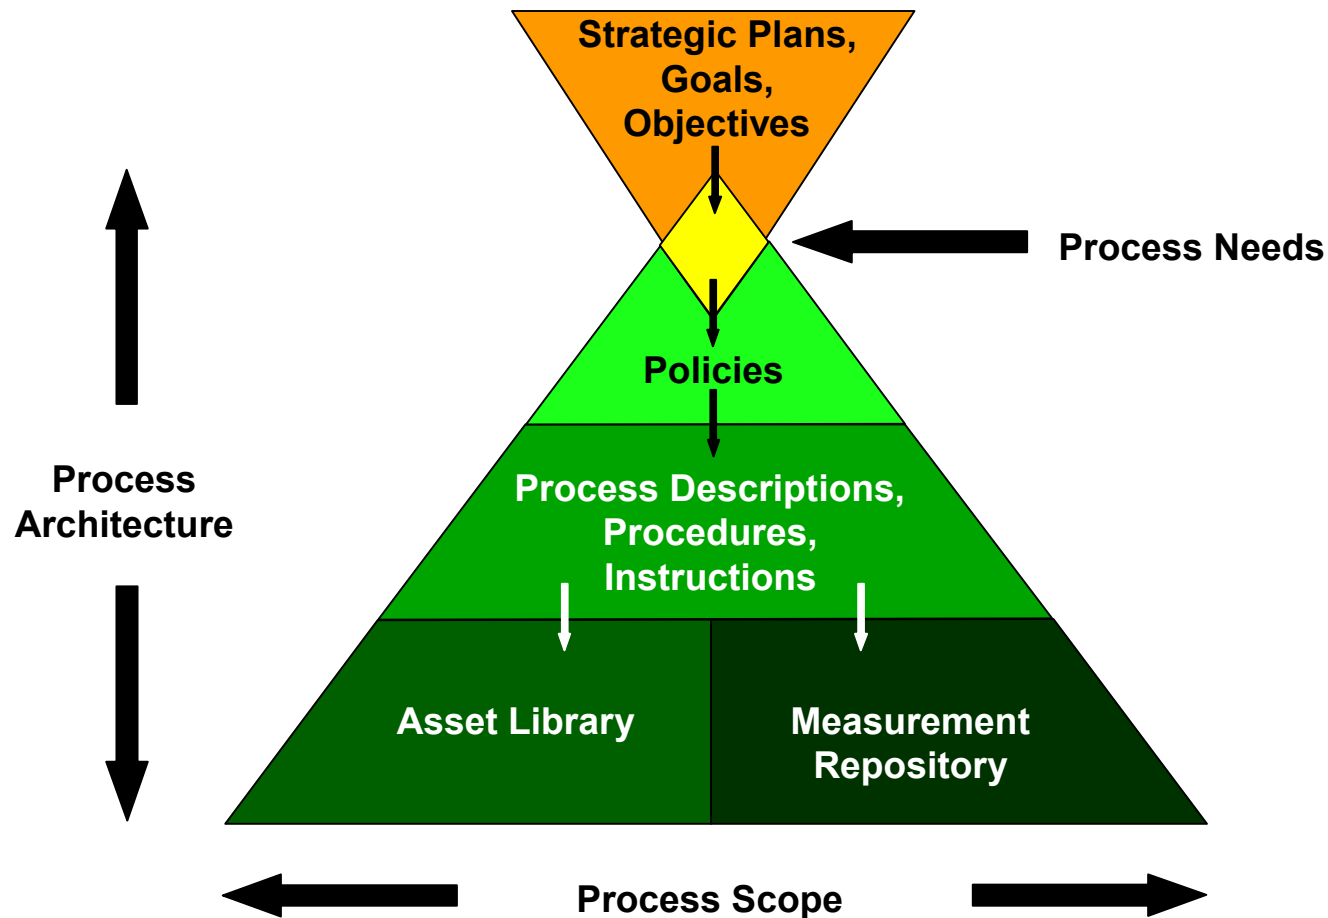 Strategic Plans,
Goals,
Objectives
Process Needs
Policies
Process
Architecture
Process Descriptions,
Procedures,
Instructions
Asset Library
Measurement
Repository
Process Scope